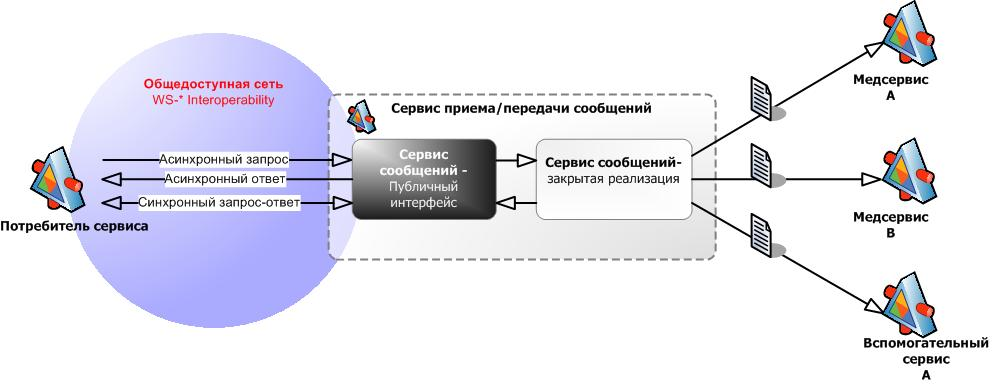 Общедоступная сеть
WS-* Interoperability
Асинхронный запрос
Асинхронный ответ
Синхронный запрос-ответ
Потребитель сервиса
Сервис приема/передачи сообщений
Сервис
сообщений -
Публичный
интерфейс
Сервис сообщений-
закрытая реализация
Медсервис
А
Медсервис
В
Вспомогательный
сервис
А